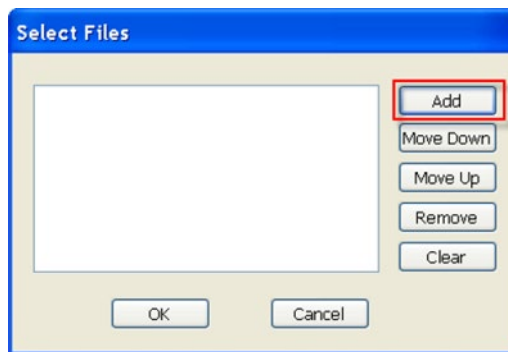 Select Files
Add
Move Down
Move Up
Remove
Clear
OK
Cancel